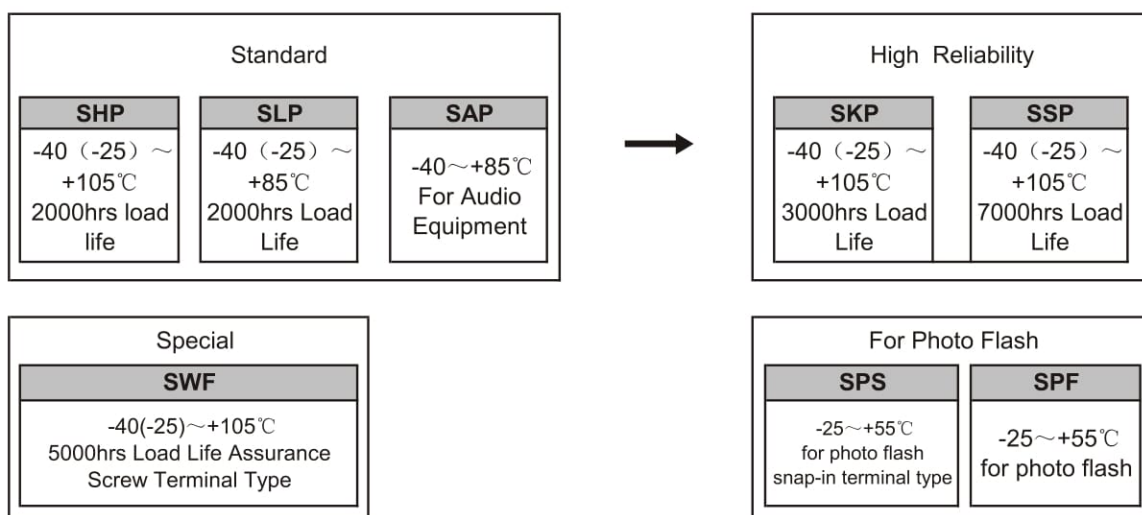 Standard
SHP
-40（-25）～
+105℃
2000hrs load
life
SLP
-40（-25）～
+85℃
2000hrs Load
Life
SAP
-40～+85℃
For Audio
Equipment
High Reliability
SKP
-40（-25）～
+105℃
3000hrs Load
Life
SSP
-40（-25）～
+105℃
7000hrs Load
Life
Special
SWF
-40(-25)～+105℃
5000hrs Load Life Assurance
Screw Terminal Type
For Photo Flash
SPS
-25～+55℃
for photo flash
snap-in terminal type
SPF
-25～+55℃
for photo flash